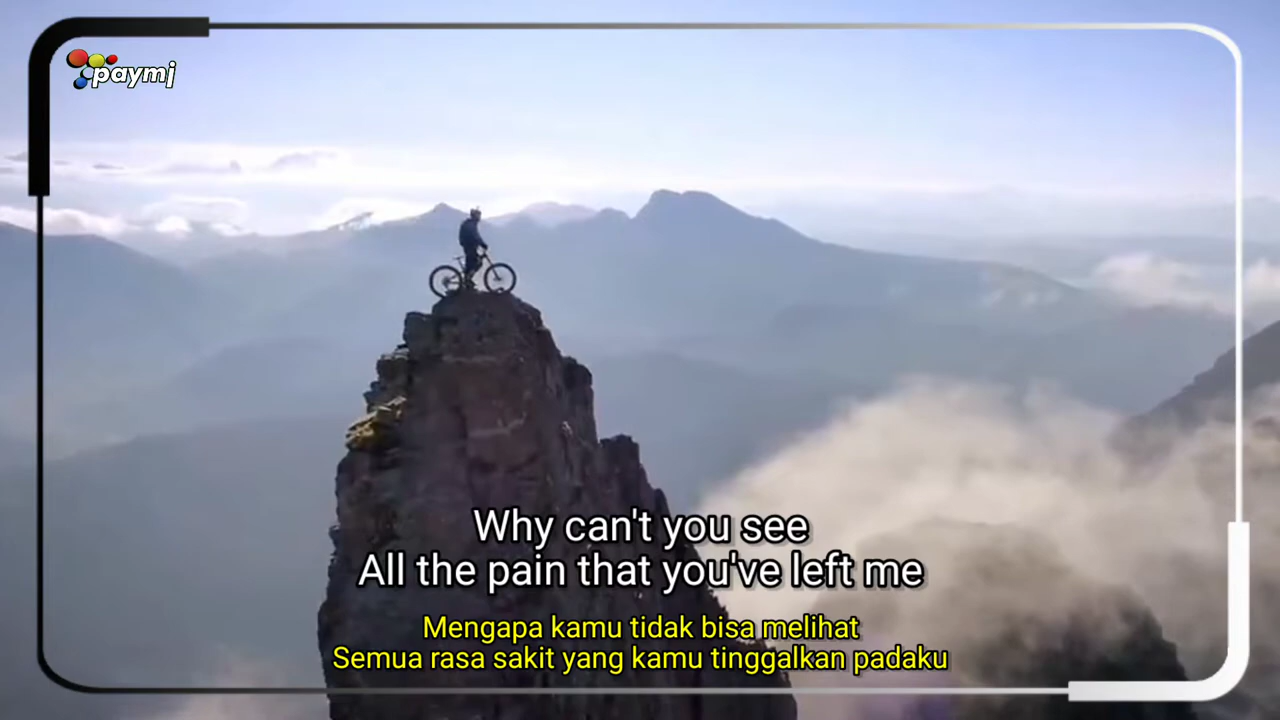 paymj
Why can't you see
All the pain that you've left me
Mengapa kamu tidak bisa melihat
Semua rasa sakit yang kamu tinggalkan padaku